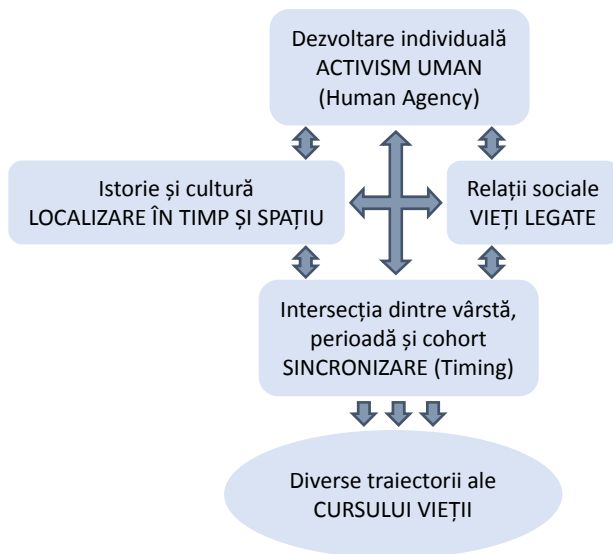 Dezvoltare individuală
ACTIVISM UMAN
(Human Agency)
Istorie și cultură
LOCALIZARE ÎN TIMP ȘI SPAȚIU
Relații sociale
VIEȚI LEGATE
Intersecția dintre vârstă,
perioadă și cohort
SINCRONIZARE (Timing)
Diverse traiectorii ale
CURSULUI VIEȚII